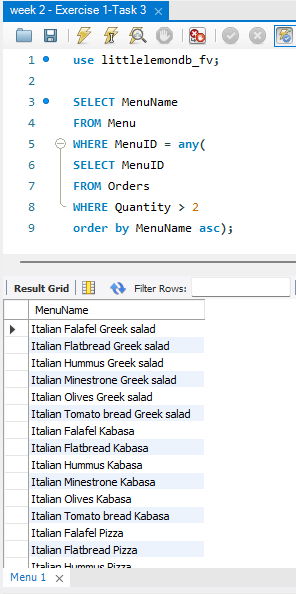 week 2 - Exercise 1-Task 3
1 use littlelemondb_fv;
2
3 SELECT MenuName
4 FROM Menu
5 WHERE MenuID = any(
6 SELECT MenuID
7 FROM Orders
8 WHERE Quantity > 2
9 order by MenuName asc);
Result Grid Filter Rows:
MenuName
Italian Falafel Greek salad
Italian Flatbread Greek salad
Italian Hummus Greek salad
Italian Minestrone Greek salad
Italian Olives Greek salad
Italian Tomato bread Greek salad
Italian Falafel Kabasa
Italian Flatbread Kabasa
Italian Hummus Kabasa
Italian Minestrone Kabasa
Italian Olives Kabasa
Italian Tomato bread Kabasa
Italian Falafel Pizza
Italian Flatbread Pizza
Italian Hummus Pizza
Menu 1